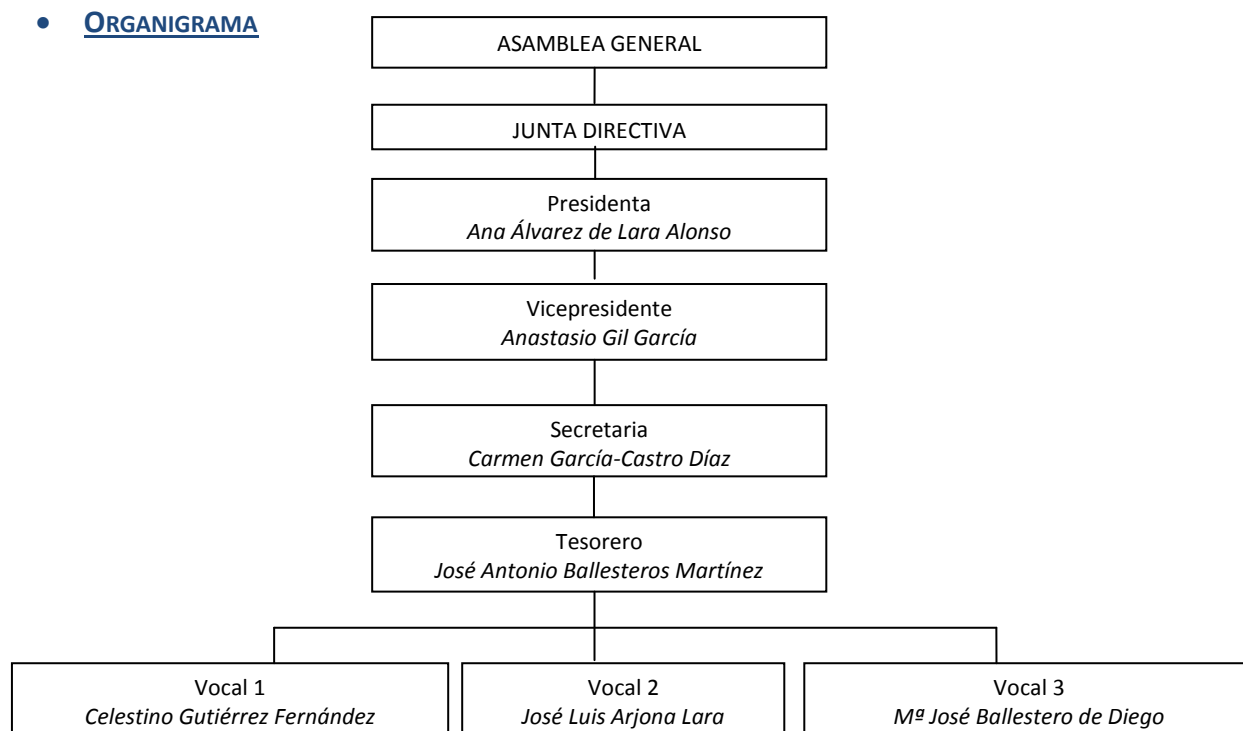 • ORGANIGRAMA
ASAMBLEA GENERAL
JUNTA DIRECTIVA
Presidenta
Ana Álvarez de Lara Alonso
Vicepresidente
Anastasio Gil García
Secretaria
Carmen García-Castro Díaz
Tesorero
José Antonio Ballesteros Martínez
Vocal 1
Celestino Gutiérrez Fernández
Vocal 2
José Luis Arjona Lara
Vocal 3
Mª José Ballestero de Diego